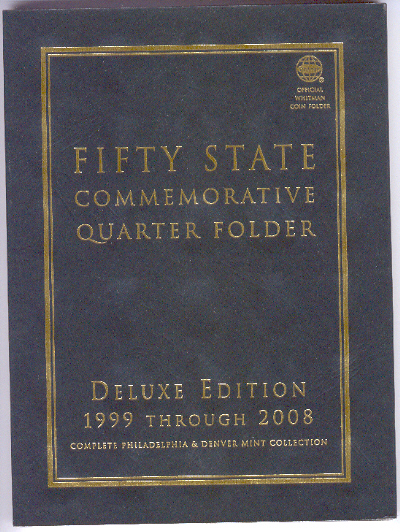 OFFICIAL
WHITMAN
COIN FOLDER
FIFTY STATE
COMMEMORATIVE
QUARTER FOLDER
DELUXE EDITION
1999 THROUGH 2008
COMPLETE PHILADELPHIA & DENVER MINT COLLECTION